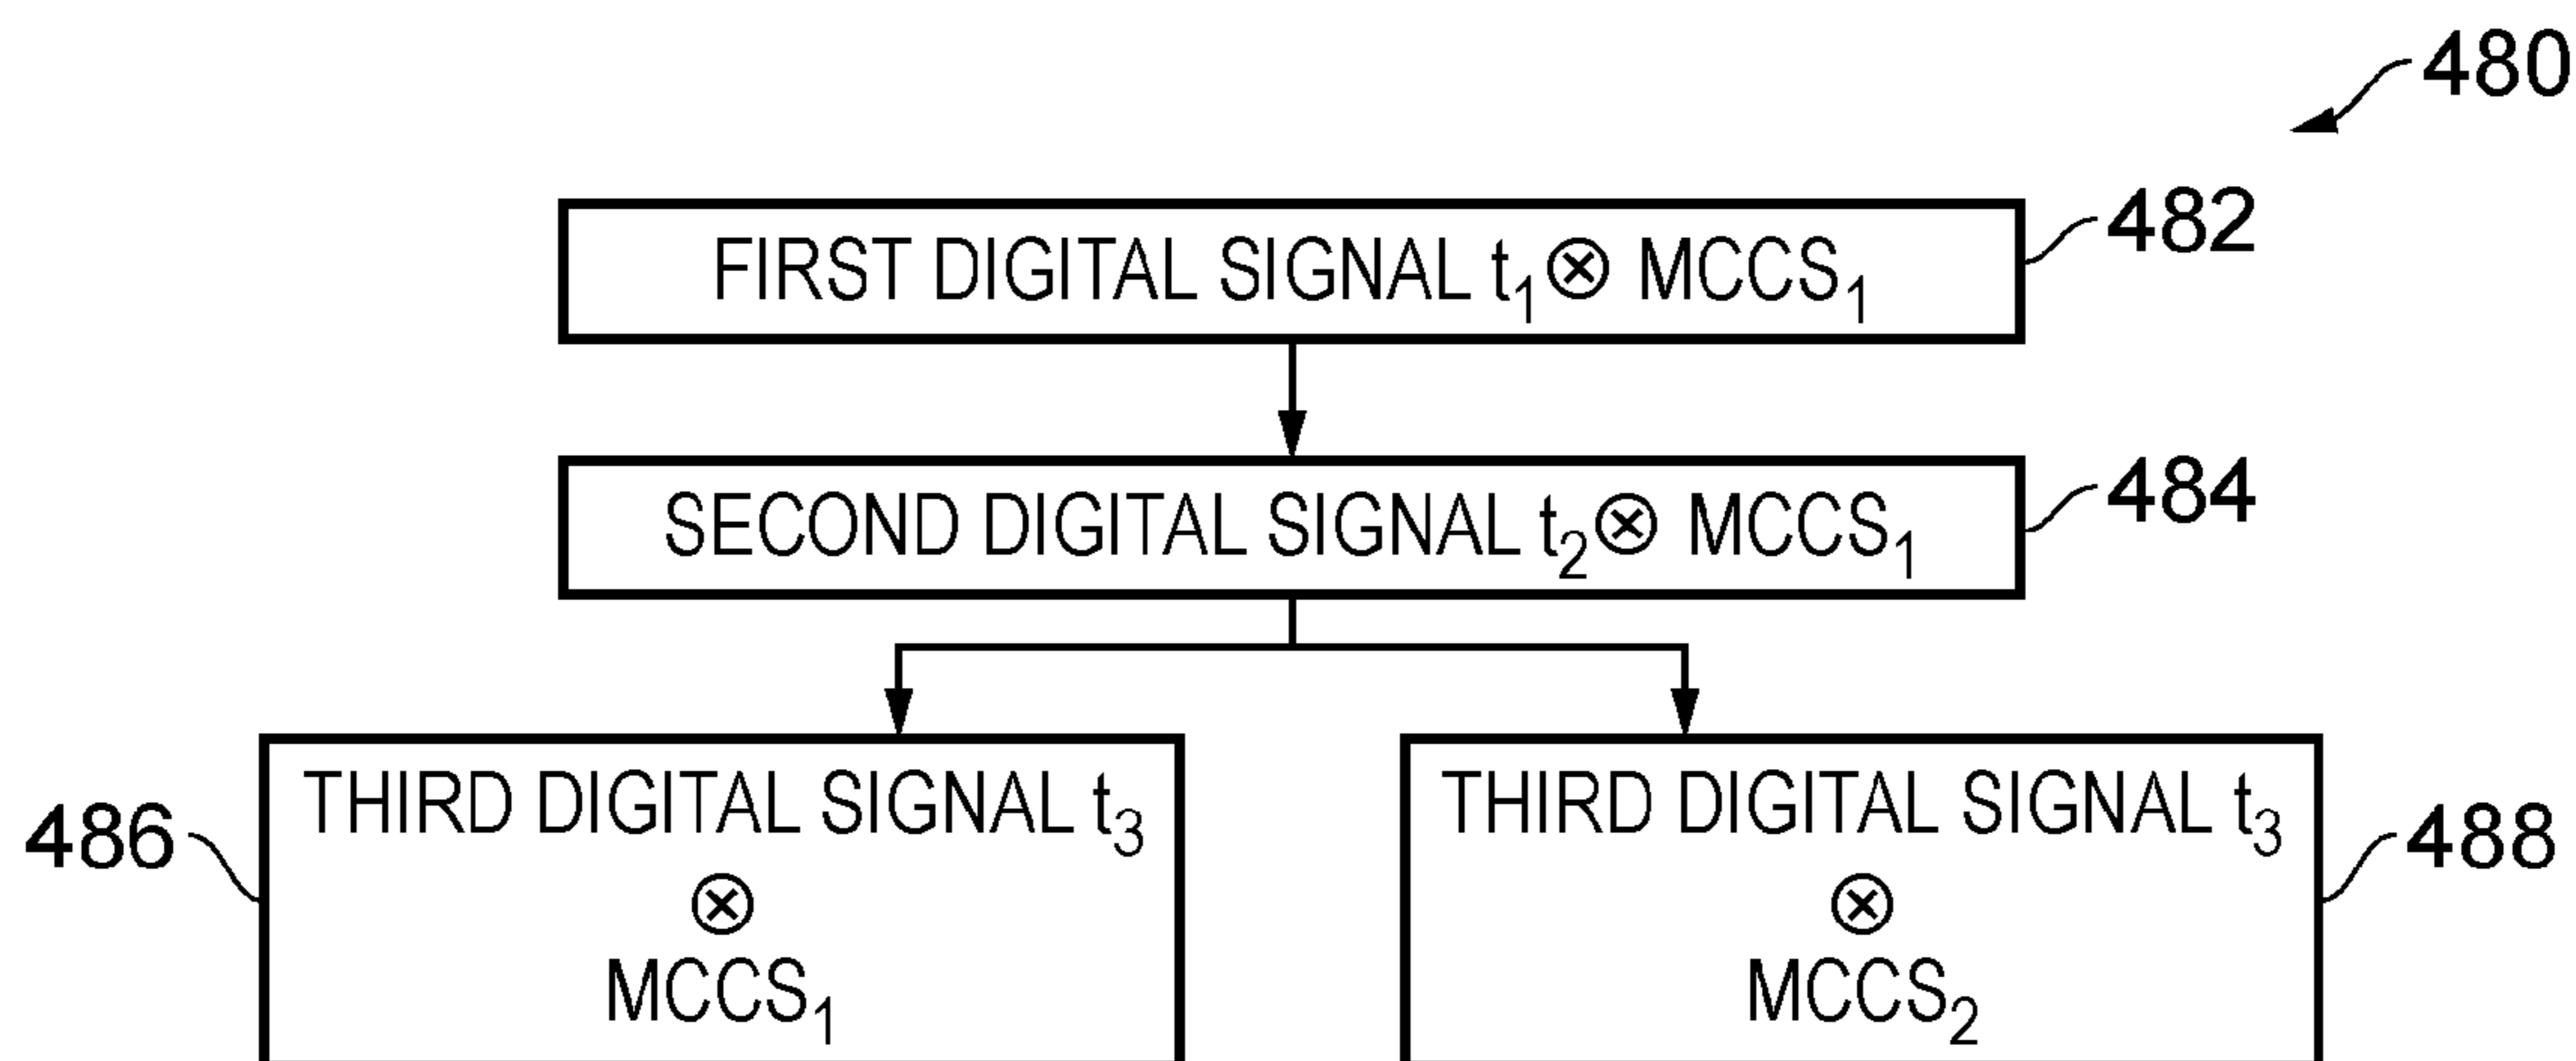 480
FIRST DIGITAL SIGNAL t₁⊗ MCCS₁
482
SECOND DIGITAL SIGNAL t₂⊗ MCCS₁
484
486
THIRD DIGITAL SIGNAL t₃
⊗
MCCS₁
THIRD DIGITAL SIGNAL t₃
⊗
MCCS₂
488